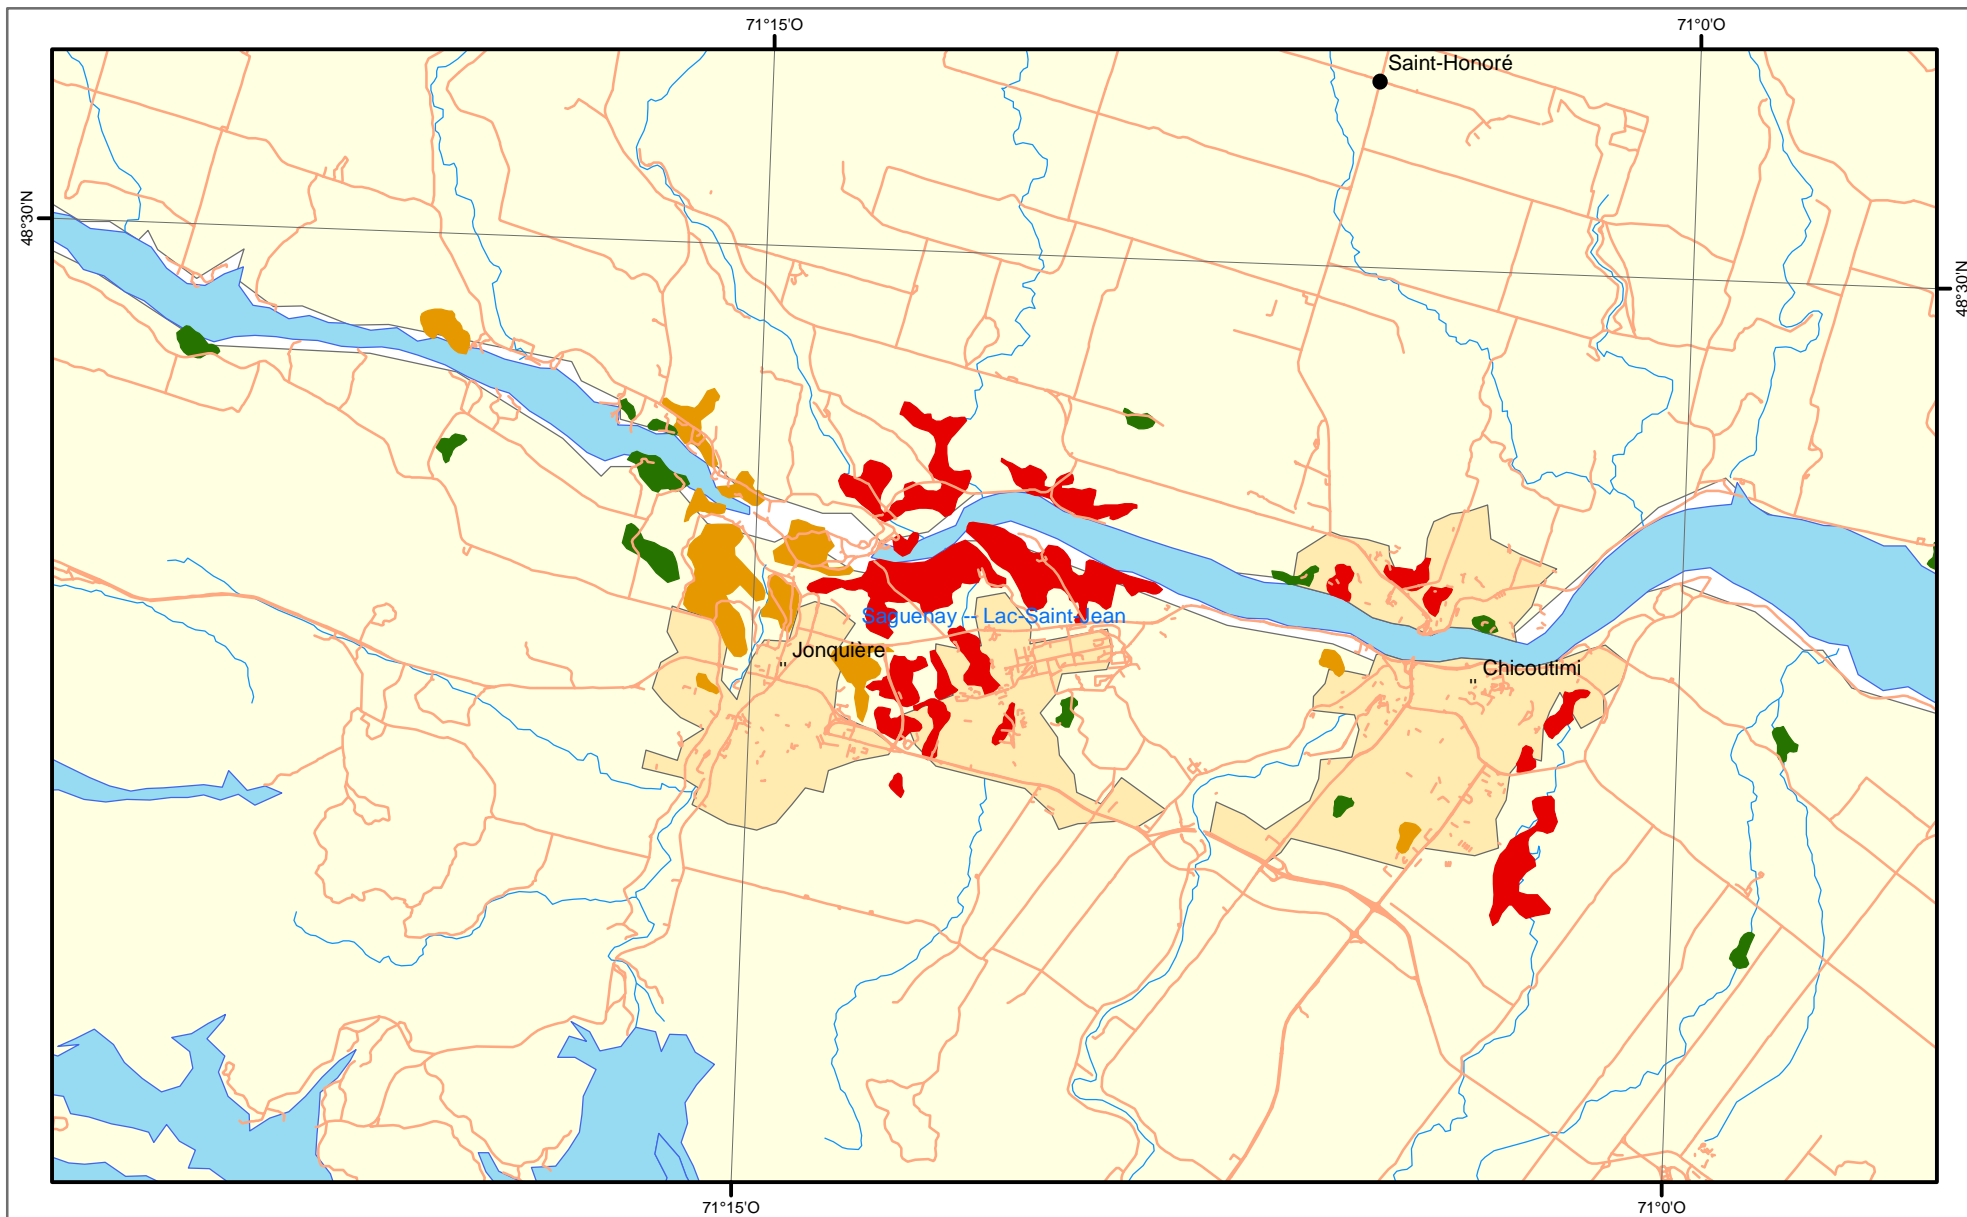 71°15'O
71°0'O
Saint-Honoré
48°30'N
48°30'N
Saguenay -- Lac-Saint-Jean
Jonquière
Chicoutimi
71°15'O
71°0'O